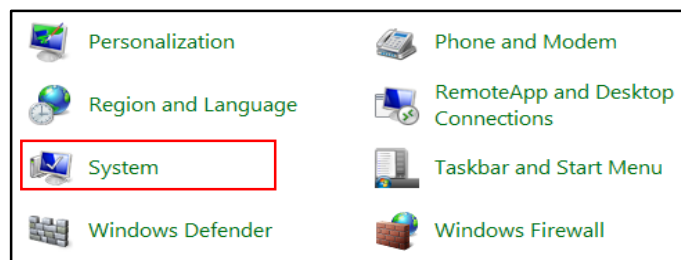 Personalization
Phone and Modem
Region and Language
RemoteApp and Desktop
Connections
System
Taskbar and Start Menu
Windows Defender
Windows Firewall